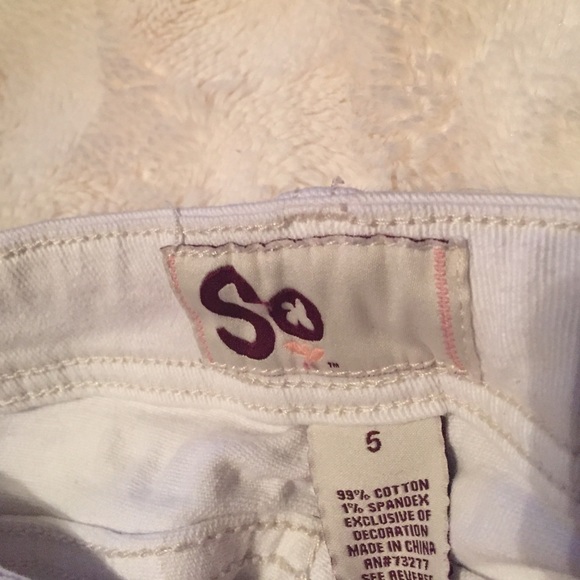 So
™
5
99% COTTON
1% SPANDEX
EXCLUSIVE OF
DECORATION
MADE IN CHINA
RN#73277
SEE REVERSE